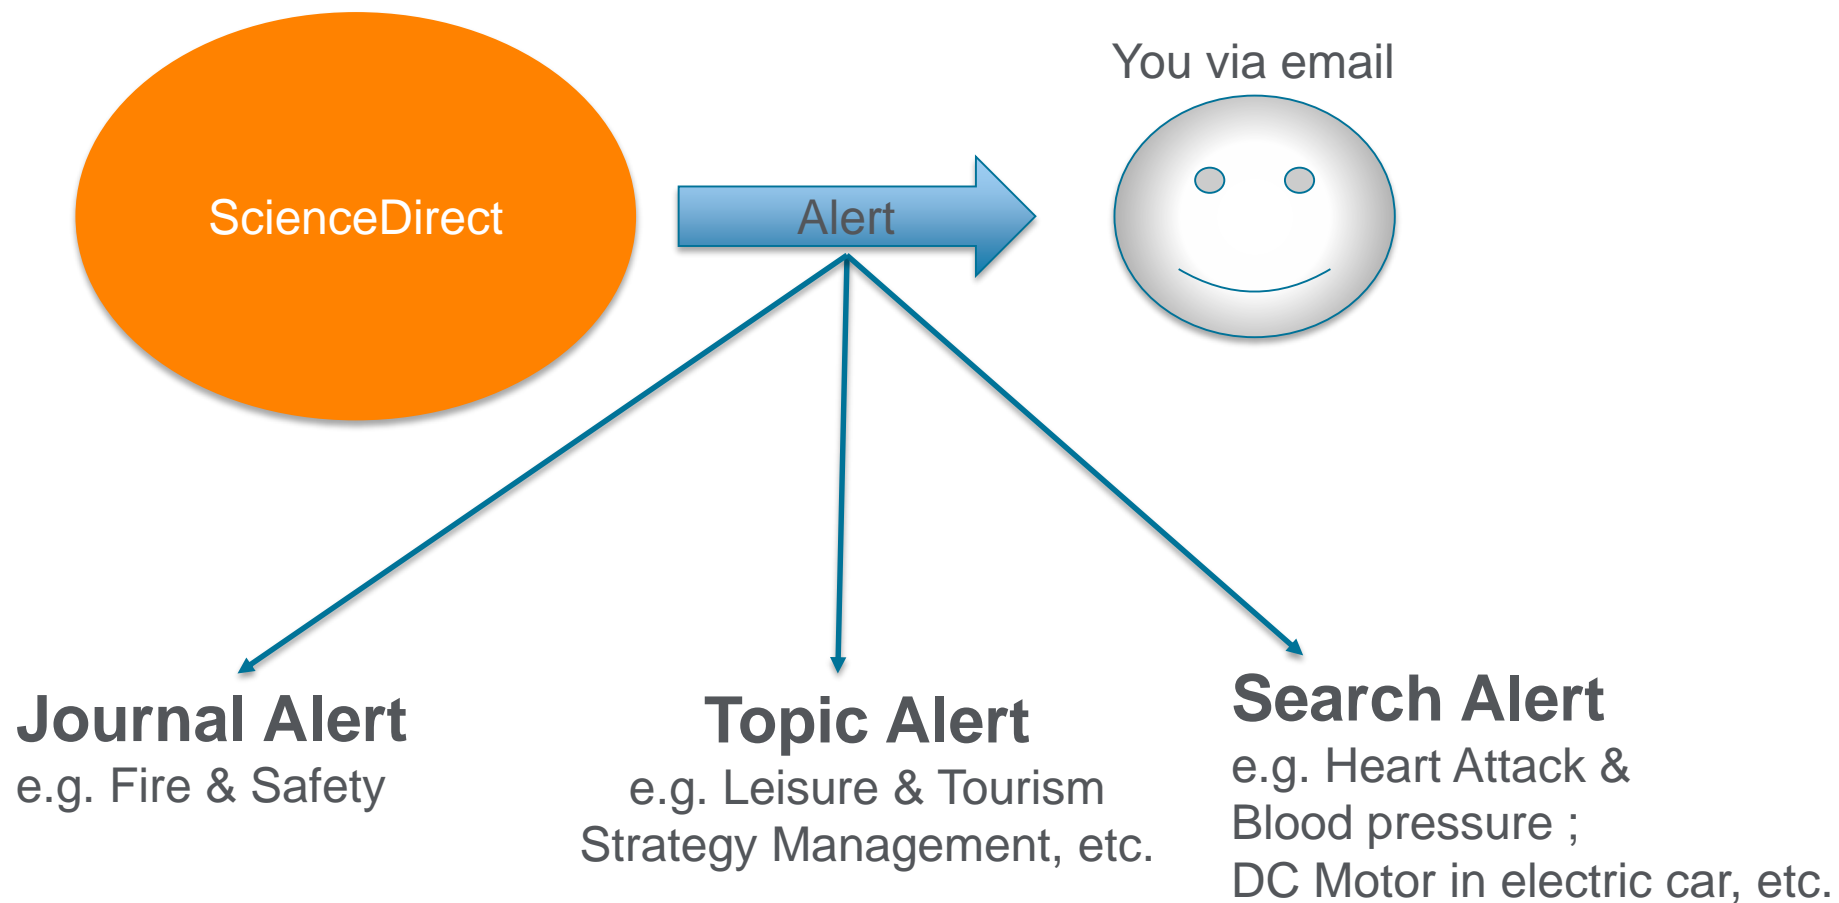 You via email
ScienceDirect
Alert
Journal Alert
e.g. Fire & Safety
Topic Alert
e.g. Leisure & Tourism
Strategy Management, etc.
Search Alert
e.g. Heart Attack &
Blood pressure ;
DC Motor in electric car, etc.